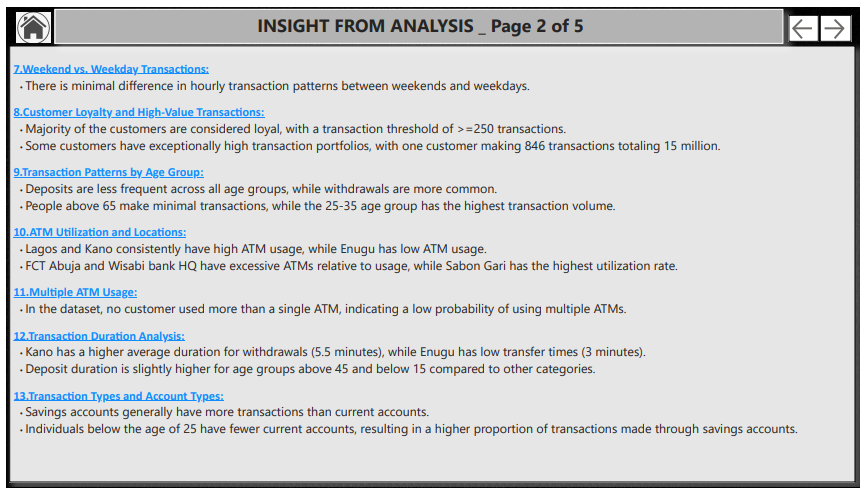 INSIGHT FROM ANALYSIS _ Page 2 of 5
7.Weekend vs. Weekday Transactions:
• There is minimal difference in hourly transaction patterns between weekends and weekdays.
8.Customer Loyalty and High-Value Transactions:
• Majority of the customers are considered loyal, with a transaction threshold of >=250 transactions.
• Some customers have exceptionally high transaction portfolios, with one customer making 846 transactions totaling 15 million.
9.Transaction Patterns by Age Group:
• Deposits are less frequent across all age groups, while withdrawals are more common.
• People above 65 make minimal transactions, while the 25-35 age group has the highest transaction volume.
10.ATM Utilization and Locations:
• Lagos and Kano consistently have high ATM usage, while Enugu has low ATM usage.
• FCT Abuja and Wisabi bank HQ have excessive ATMs relative to usage, while Sabon Gari has the highest utilization rate.
11.Multiple ATM Usage:
• In the dataset, no customer used more than a single ATM, indicating a low probability of using multiple ATMs.
12.Transaction Duration Analysis:
• Kano has a higher average duration for withdrawals (5.5 minutes), while Enugu has low transfer times (3 minutes).
• Deposit duration is slightly higher for age groups above 45 and below 15 compared to other categories.
13.Transaction Types and Account Types:
• Savings accounts generally have more transactions than current accounts.
• Individuals below the age of 25 have fewer current accounts, resulting in a higher proportion of transactions made through savings accounts.